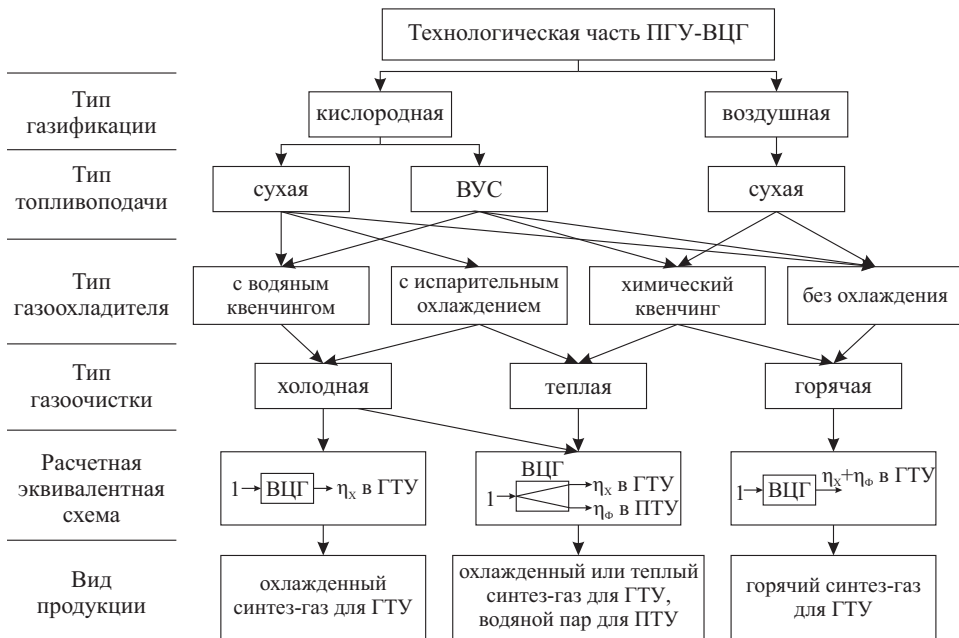 Технологическая часть ПГУ-ВЦГ
Тип
газификации
кислородная
воздушная
Тип
топливоподачи
сухая
ВУС
сухая
Тип
газоохладителя
с водяным
квенчингом
с испарительным
охлаждением
химический
квенчинг
без охлаждения
Тип
газоочистки
холодная
теплая
горячая
Расчетная
эквивалентная
схема
1 ВЦГ ηХ в ГТУ
ВЦГ
1 ηХ в ГТУ
ηФ в ПТУ
1 ВЦГ ηХ+ηФ в ГТУ
Вид
продукции
охлажденный
синтез-газ для ГТУ
охлажденный или теплый
синтез-газ для ГТУ,
водяной пар для ПТУ
горячий синтез-газ
для ГТУ